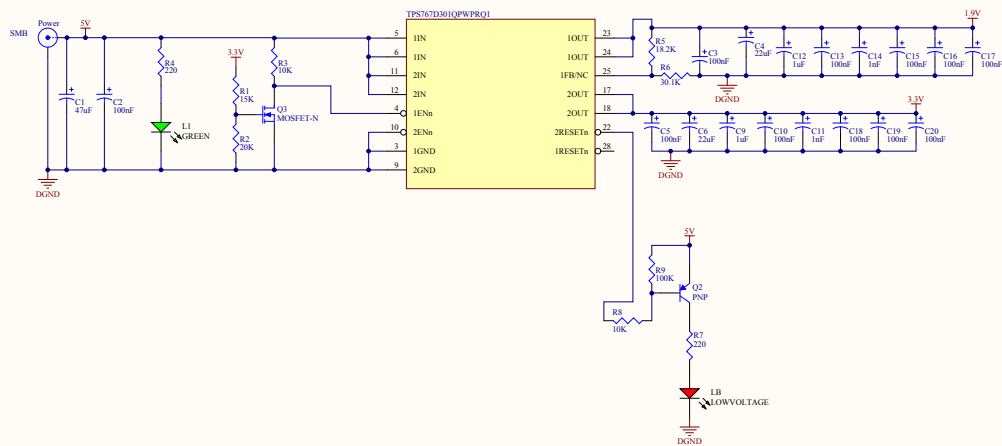 TPS767D301QPWPRQ1
Power
SMB
5V
C1
47uF
C2
100nF
R4
220
L1
GREEN
3.3V
R1
15K
R2
20K
R3
10K
Q3
MOSFET-N
DGND
5 1IN
6 1IN
11 2IN
12 2IN
4 1ENn
10 2ENn
3 1GND
9 2GND
1OUT 23
1OUT 24
1FB/NC 25
2OUT 17
2OUT 18
2RESETn 22
1RESETn 28
1.9V
R5
18.2K
R6
30.1K
C3
100nF
C4
22uF
C12
1uF
C13
100nF
C14
1nF
C15
100nF
C16
100nF
C17
100nF
DGND
3.3V
C5
100nF
C6
22uF
C9
1uF
C10
100nF
C11
1nF
C18
100nF
C19
100nF
C20
100nF
DGND
5V
R9
100K
Q2
PNP
R8
10K
R7
220
LB
LOWVOLTAGE
DGND